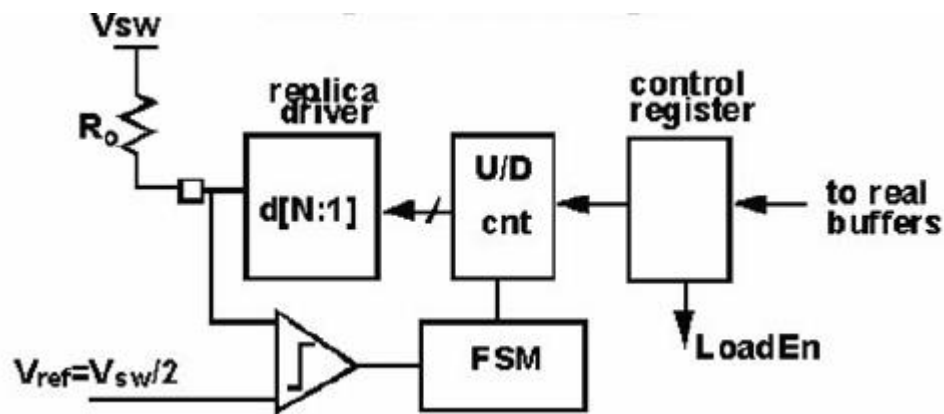 Vsw
Ro
replica
driver
d[N:1]
U/D
cnt
control
register
to real
buffers
LoadEn
FSM
Vref=Vsw/2